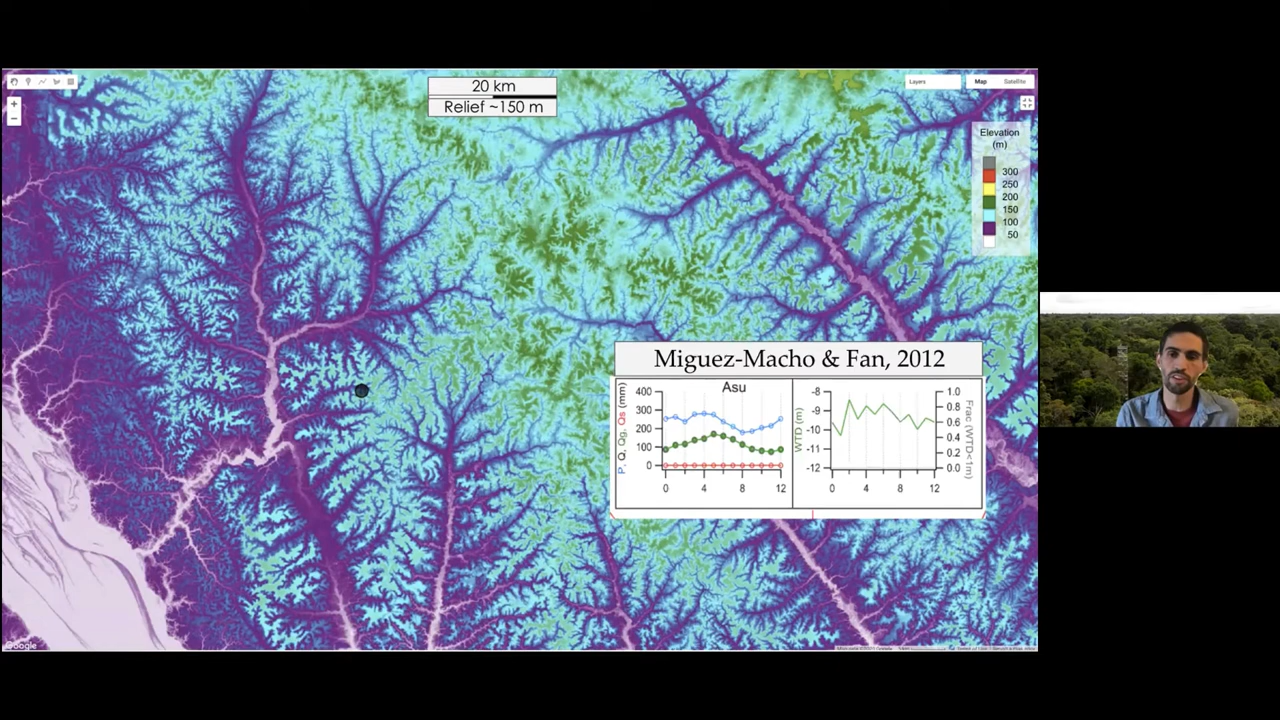 20 km
Relief ~150 m
Layers
Map
Satellite
+
−
Elevation
(m)
300
250
200
150
100
50
Miguez-Macho & Fan, 2012
Asu
P, Q, Qg, Qs (mm)
400
300
200
100
0
0
4
8
12
WTD (m)
-8
-9
-10
-11
-12
0
4
8
12
1.0
0.8
0.6
0.4
0.2
0.0
Frac (WTD<1m)
Google